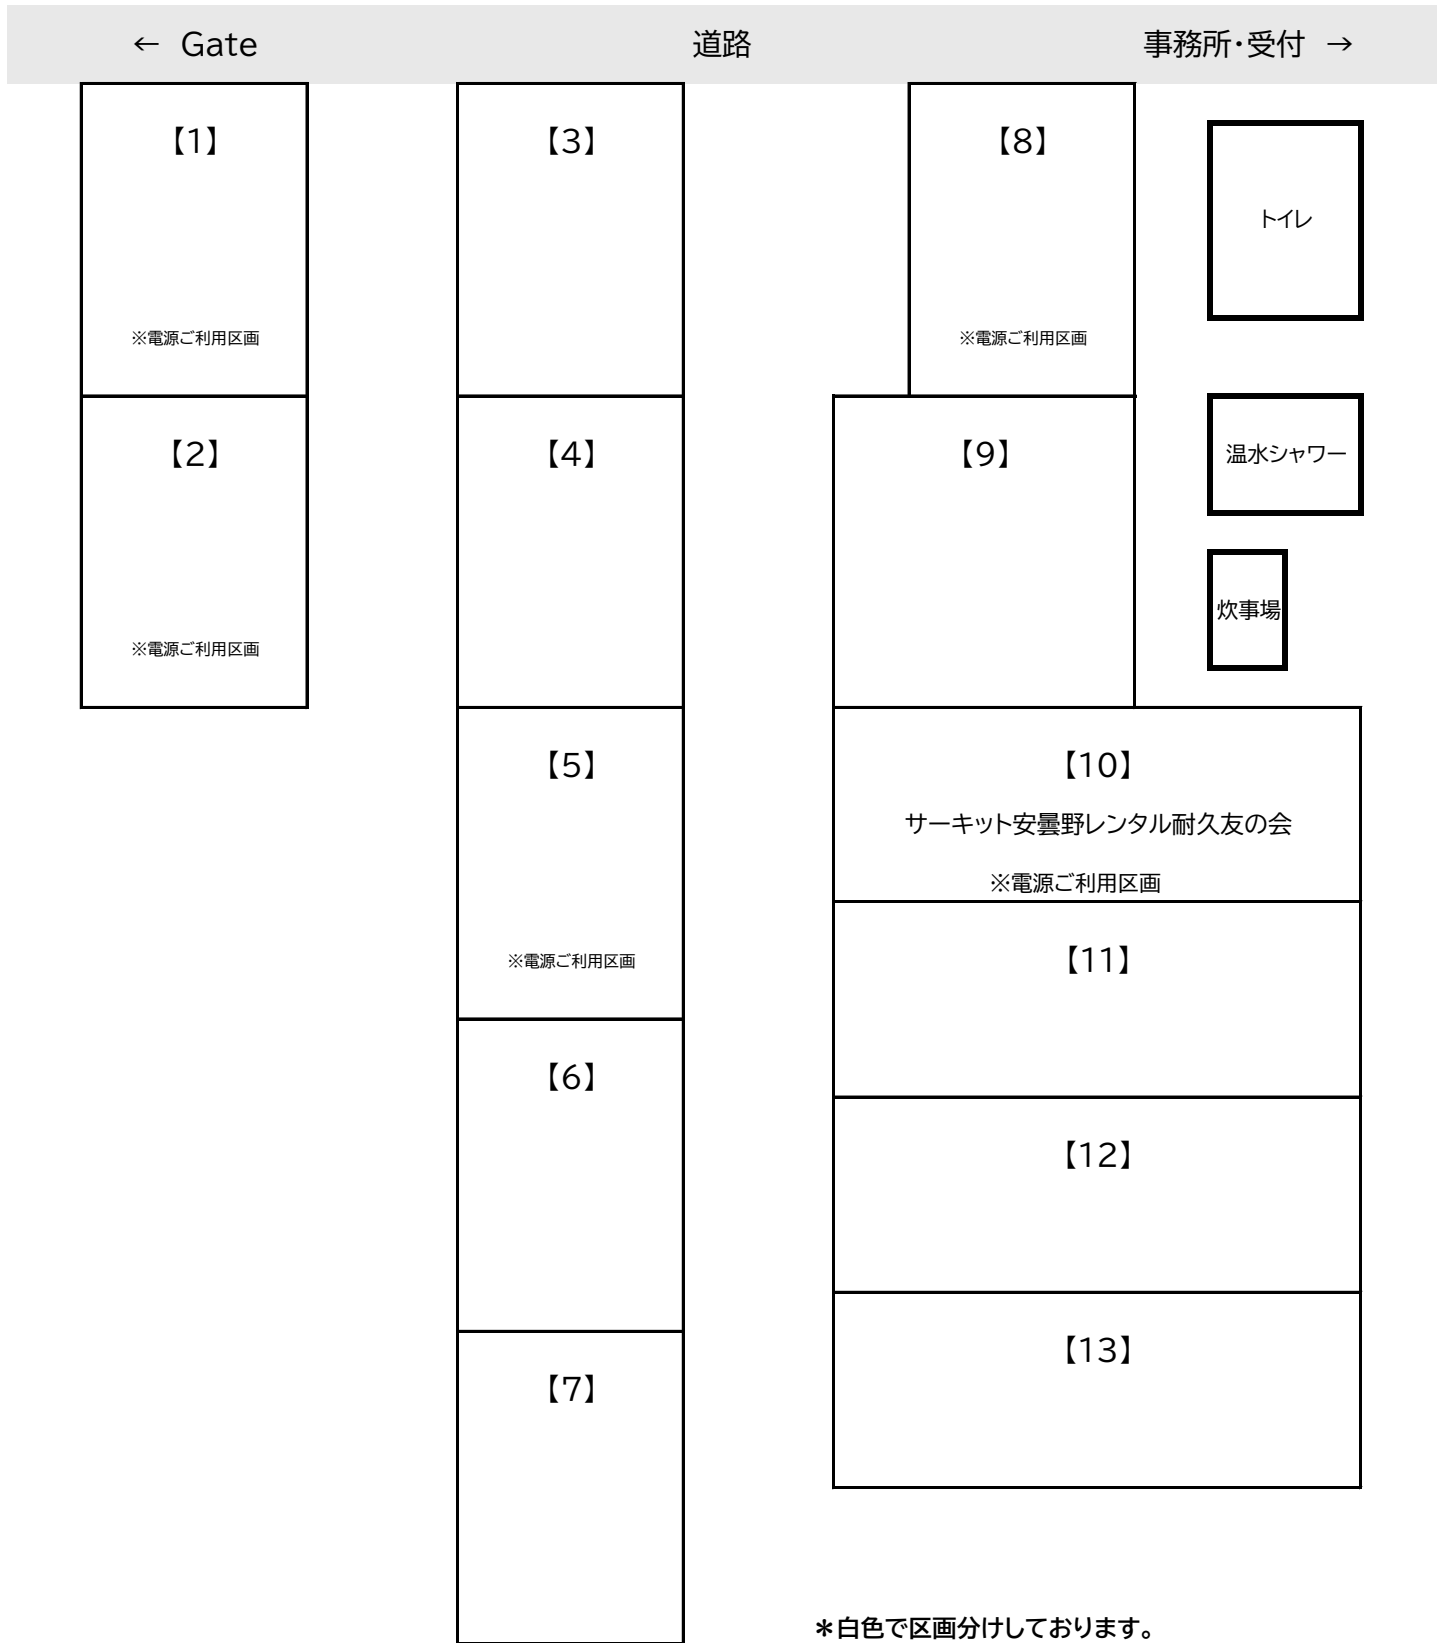 ← Gate 道路 事務所・受付 →
【1】
※電源ご利用区画
【2】
※電源ご利用区画
【3】
【4】
【5】
※電源ご利用区画
【6】
【7】
【8】
※電源ご利用区画
【9】
トイレ
温水シャワー
炊事場
【10】
サーキット安曇野レンタル耐久友の会
※電源ご利用区画
【11】
【12】
【13】
＊白色で区画分けしております。